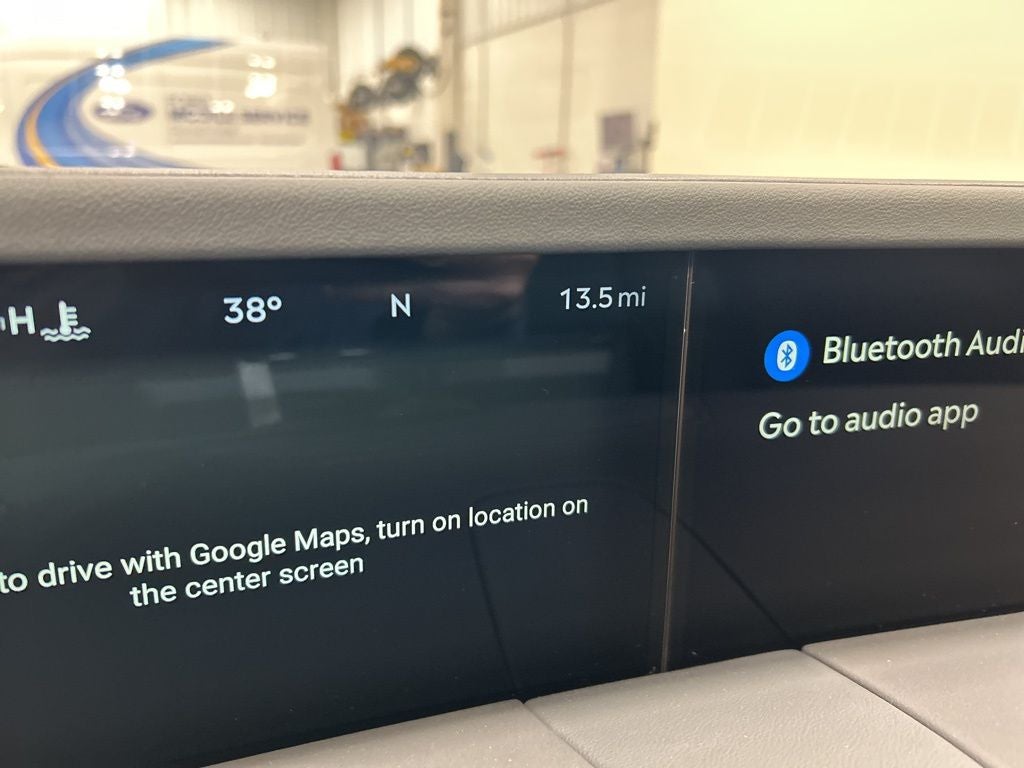 H
38°
N
13.5 mi
Bluetooth Audi
Go to audio app
to drive with Google Maps, turn on location on
the center screen